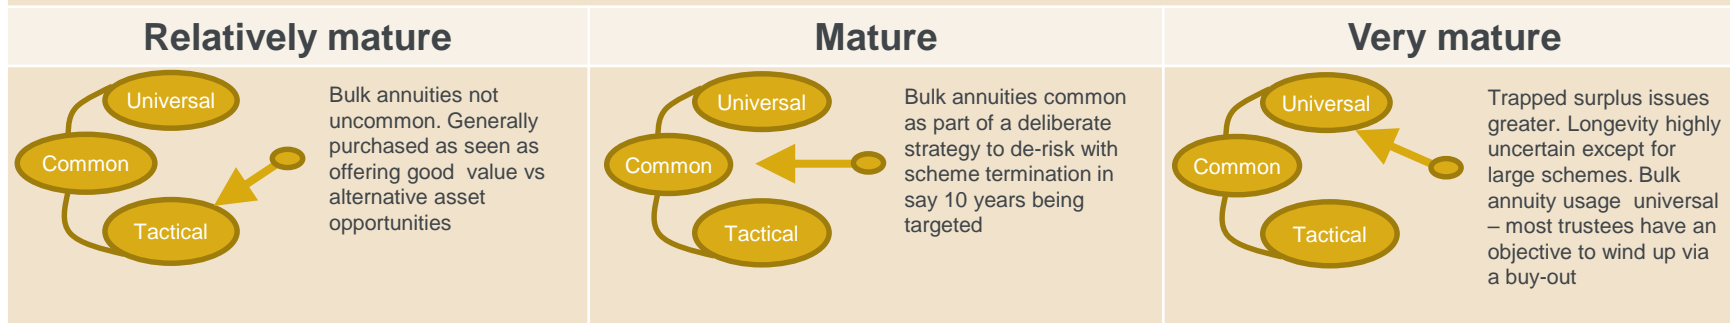 Relatively mature
Mature
Very mature
Universal
Common
Tactical
Bulk annuities not
uncommon. Generally
purchased as seen as
offering good  value vs
alternative asset
opportunities
Universal
Common
Tactical
Bulk annuities common
as part of a deliberate
strategy to de-risk with
scheme termination in
say 10 years being
targeted
Universal
Common
Tactical
Trapped surplus issues
greater. Longevity highly
uncertain except for
large schemes. Bulk
annuity usage  universal
– most trustees have an
objective to wind up via
a buy-out